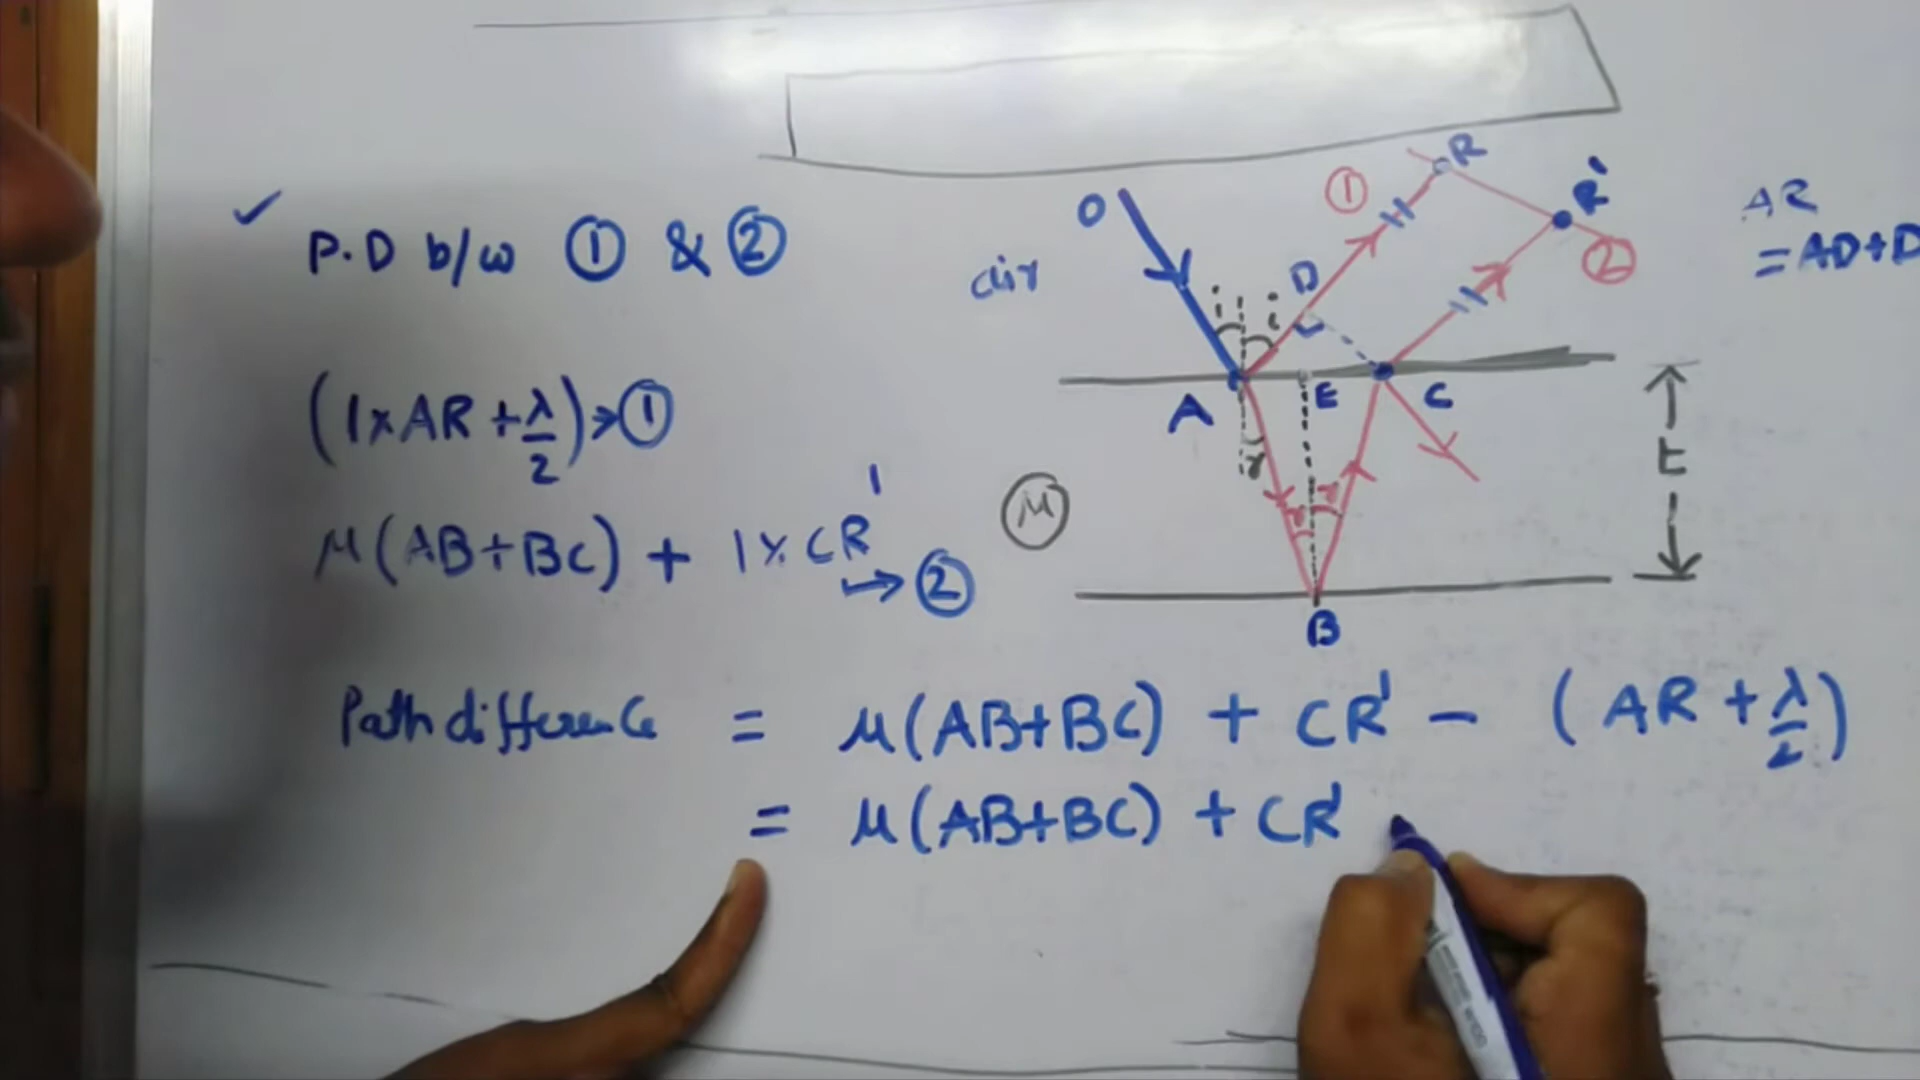 P.D b/w ① & ②
(1×AR + λ/2) → ①
μ(AB+BC) + 1×CR' → ②
Path difference = μ(AB+BC) + CR' - (AR + λ/2)
= μ(AB+BC) + CR'
R
①
R'
O
②
D
air
i i
A
E
C
r
r r
μ
t
B
AR
= AD+D